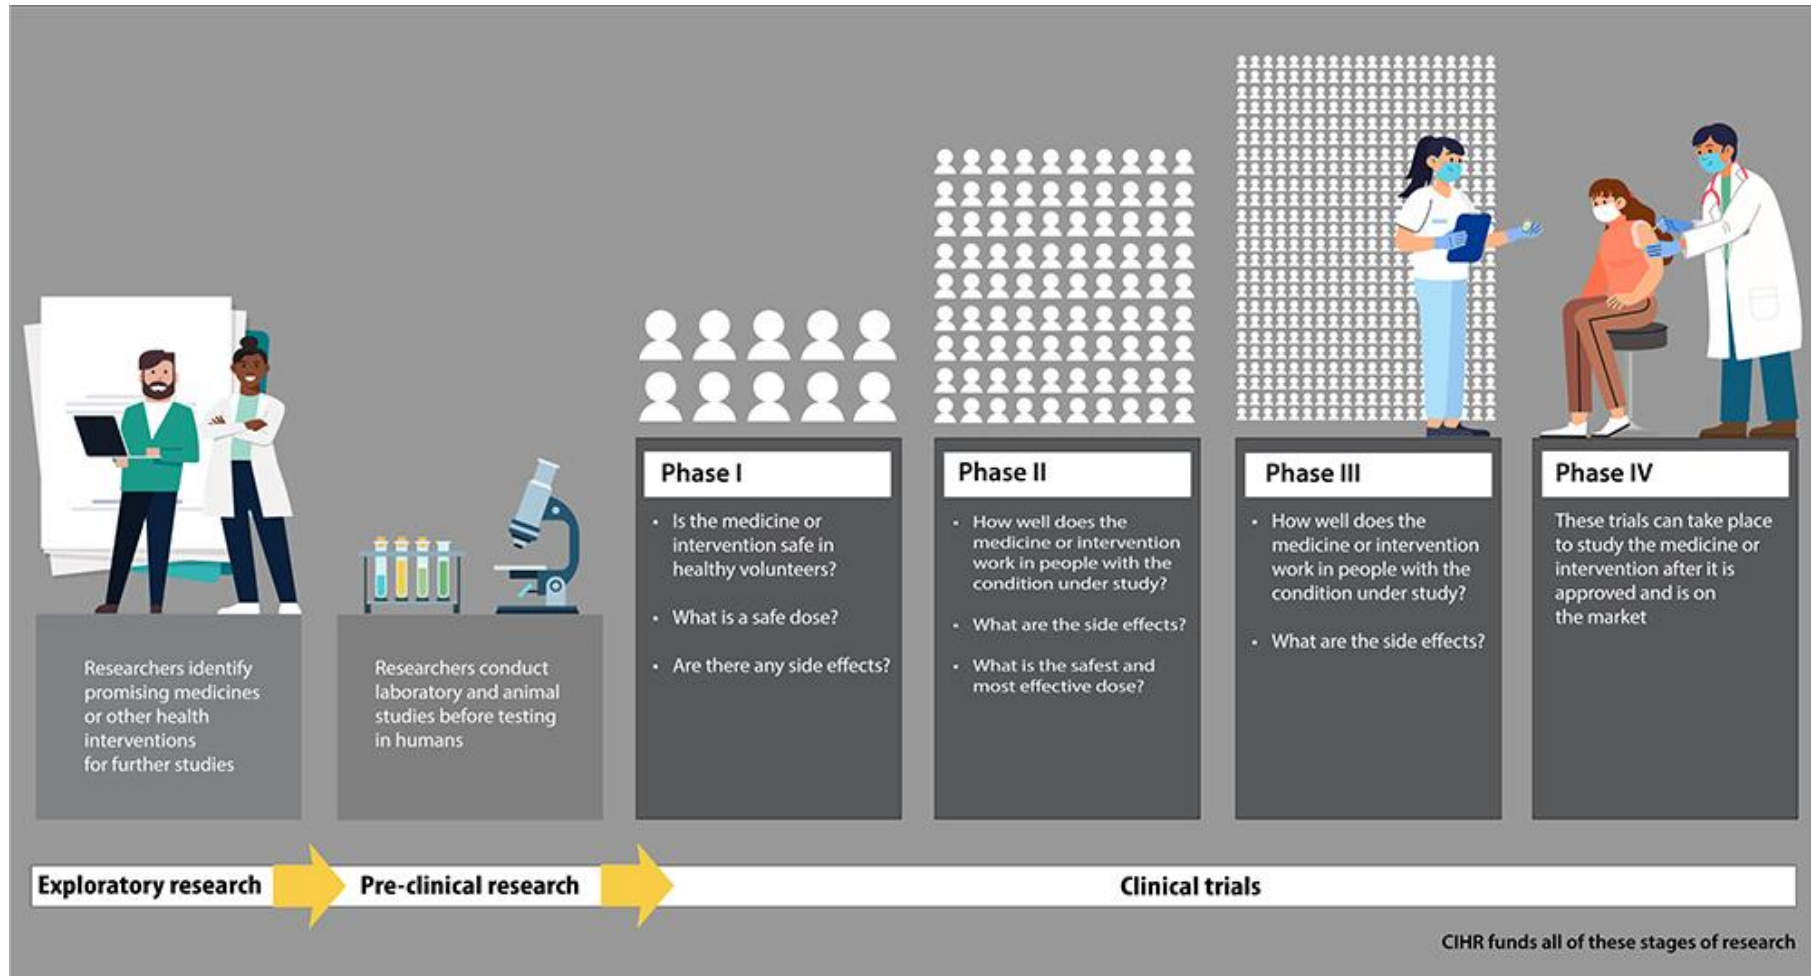 Researchers identify
promising medicines
or other health
interventions
for further studies
Researchers conduct
laboratory and animal
studies before testing
in humans
Phase I
• Is the medicine or
intervention safe in
healthy volunteers?
• What is a safe dose?
• Are there any side effects?
Phase II
• How well does the
medicine or intervention
work in people with the
condition under study?
• What are the side effects?
• What is the safest and
most effective dose?
Phase III
• How well does the
medicine or intervention
work in people with the
condition under study?
• What are the side effects?
Phase IV
These trials can take place
to study the medicine or
intervention after it is
approved and is on
the market
Exploratory research
Pre-clinical research
Clinical trials
CIHR funds all of these stages of research